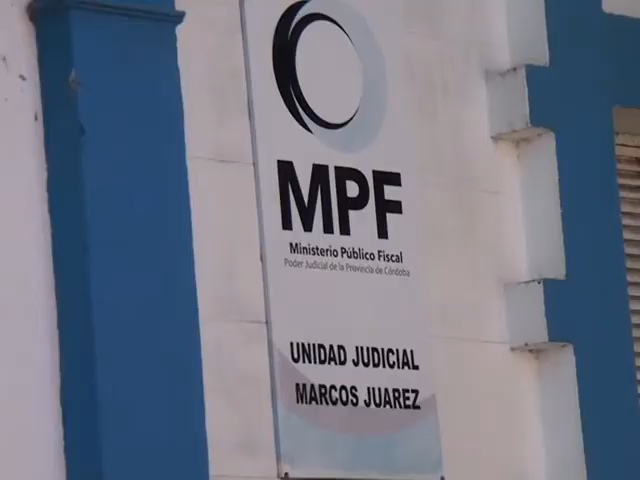 MPF
Ministerio Público Fiscal
Poder Judicial de la Provincia de Córdoba
UNIDAD JUDICIAL
MARCOS JUAREZ